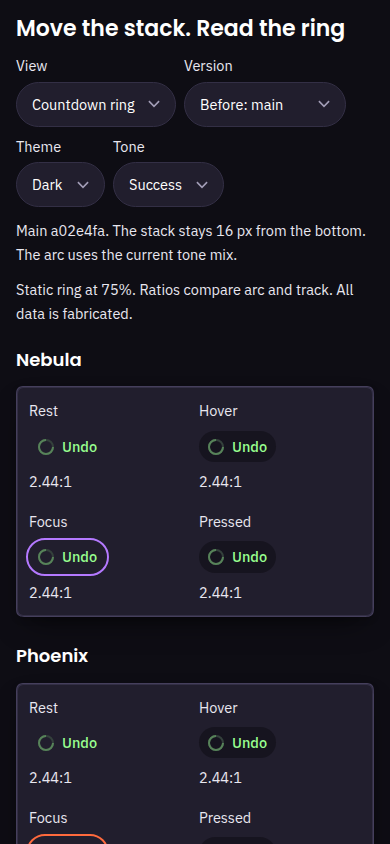 Move the stack. Read the ring
View
Version
Countdown ring
Before: main
Theme
Tone
Dark
Success
Main a02e4fa. The stack stays 16 px from the bottom.
The arc uses the current tone mix.
Static ring at 75%. Ratios compare arc and track. All
data is fabricated.
Nebula
Rest
Hover
Undo
Undo
2.44:1
2.44:1
Focus
Pressed
Undo
Undo
2.44:1
2.44:1
Phoenix
Rest
Hover
Undo
Undo
2.44:1
2.44:1
Focus
Pressed